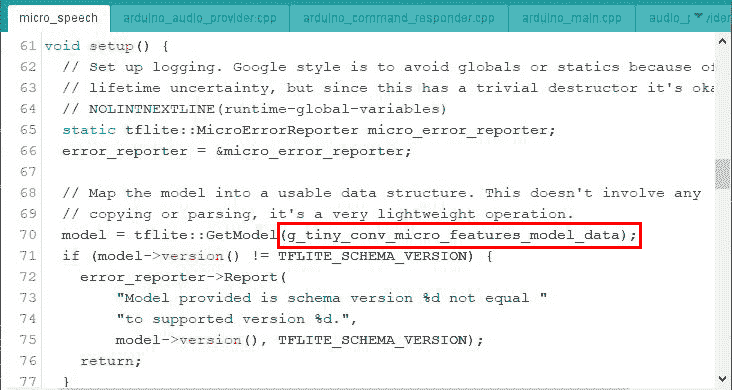 micro_speech arduino_audio_provider.cpp arduino_command_responder.cpp arduino_main.cpp audio_p vider
61 void setup() {
62 // Set up logging. Google style is to avoid globals or statics because of
63 // lifetime uncertainty, but since this has a trivial destructor it's oka
64 // NOLINTNEXTLINE(runtime-global-variables)
65 static tflite::MicroErrorReporter micro_error_reporter;
66 error_reporter = &micro_error_reporter;
67
68 // Map the model into a usable data structure. This doesn't involve any
69 // copying or parsing, it's a very lightweight operation.
70 model = tflite::GetModel(g_tiny_conv_micro_features_model_data);
71 if (model->version() != TFLITE_SCHEMA_VERSION) {
72 error_reporter->Report(
73 "Model provided is schema version %d not equal "
74 "to supported version %d.",
75 model->version(), TFLITE_SCHEMA_VERSION);
76 return;
77 }